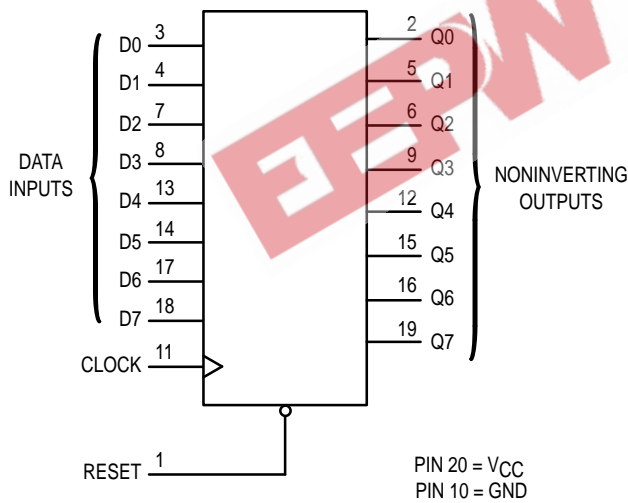 D0 3
D1 4
D2 7
D3 8
D4 13
D5 14
D6 17
D7 18
DATA
INPUTS
CLOCK 11
RESET 1
2 Q0
5 Q1
6 Q2
9 Q3
12 Q4
15 Q5
16 Q6
19 Q7
NONINVERTING
OUTPUTS
PIN 20 = VCC
PIN 10 = GND
EEPW